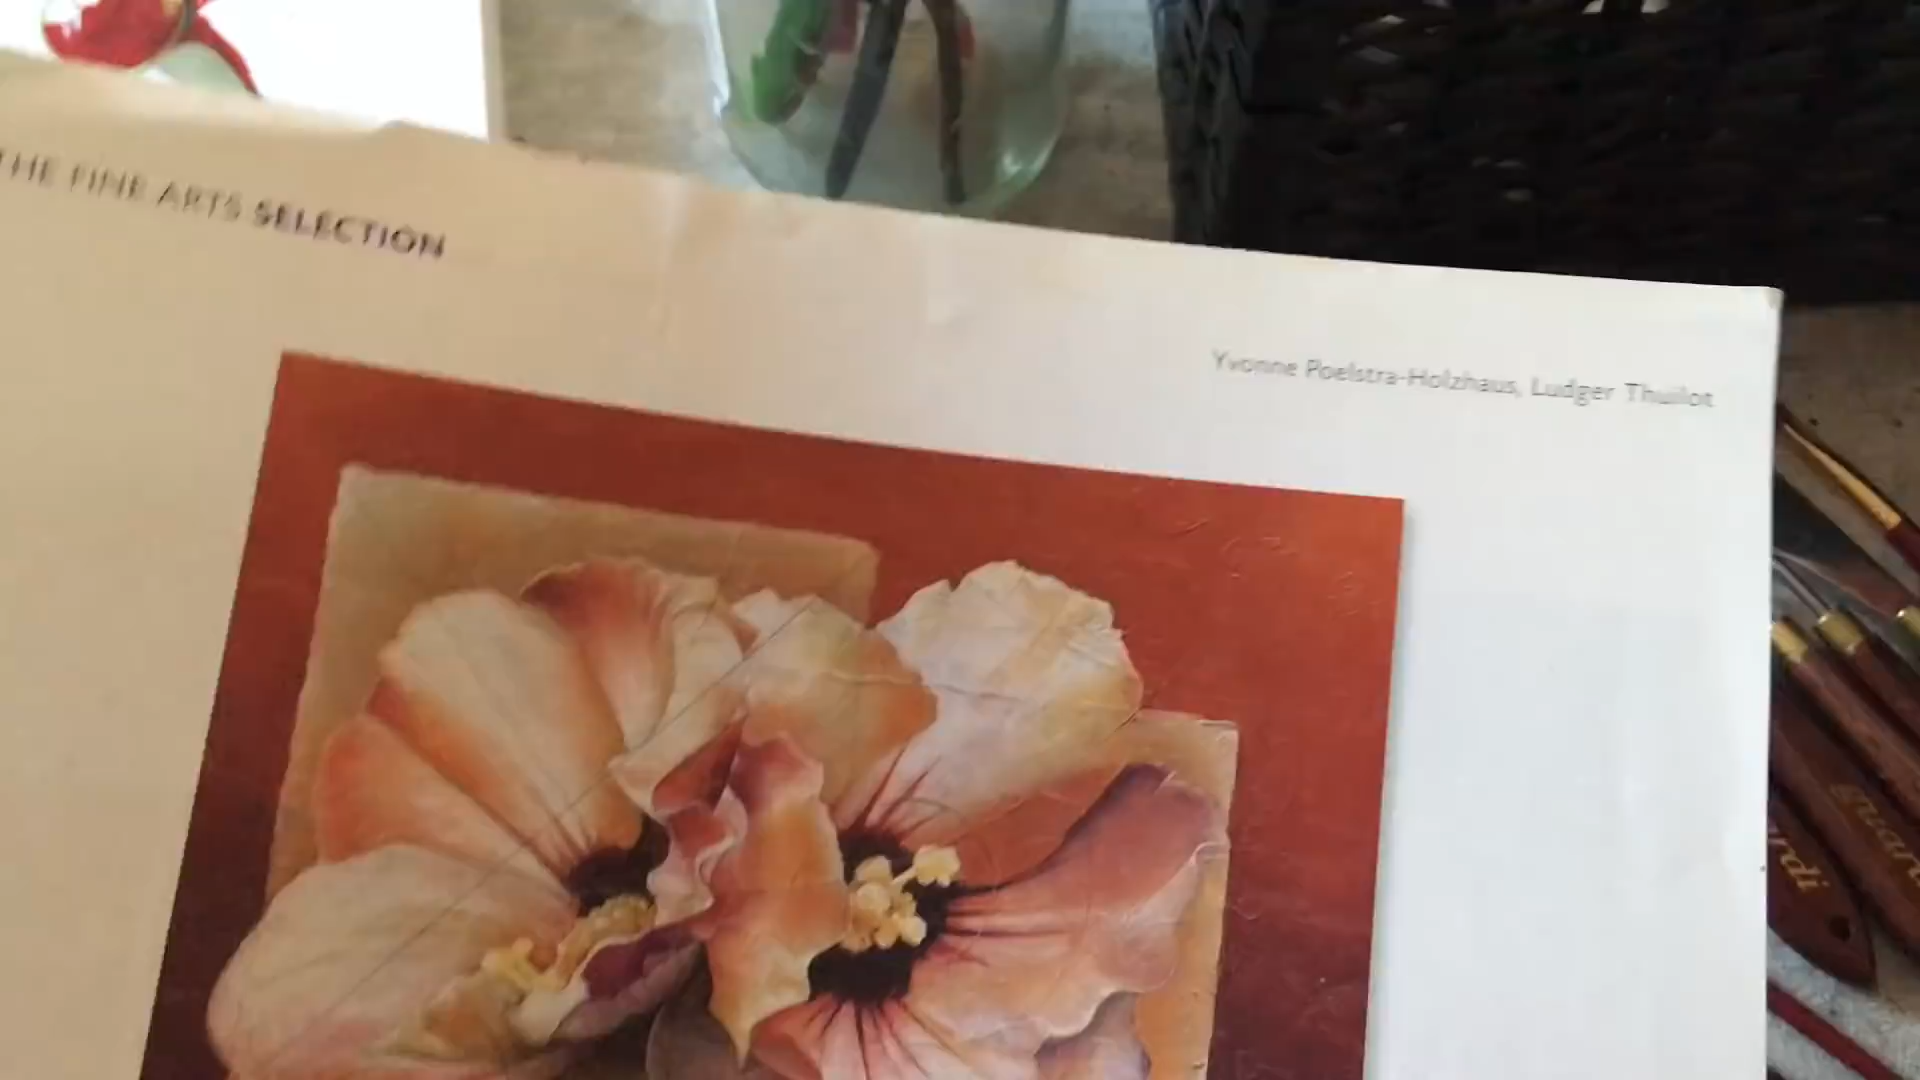 THE FINE ARTS SELECTION
Yvonne Poelstra-Holzhaus, Ludger Thuilot